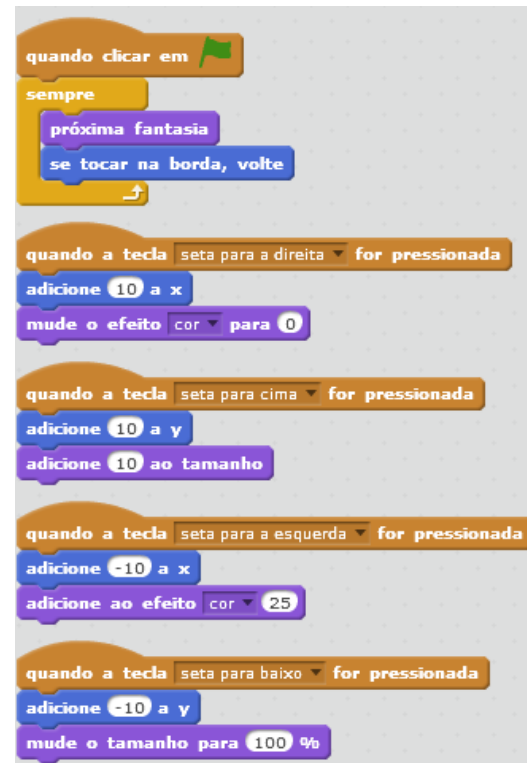 quando clicar em
sempre
próxima fantasia
se tocar na borda, volte
quando a tecla seta para a direita for pressionada
adicione 10 a x
mude o efeito cor para 0
quando a tecla seta para cima for pressionada
adicione 10 a y
adicione 10 ao tamanho
quando a tecla seta para a esquerda for pressionada
adicione -10 a x
adicione ao efeito cor 25
quando a tecla seta para baixo for pressionada
adicione -10 a y
mude o tamanho para 100 %